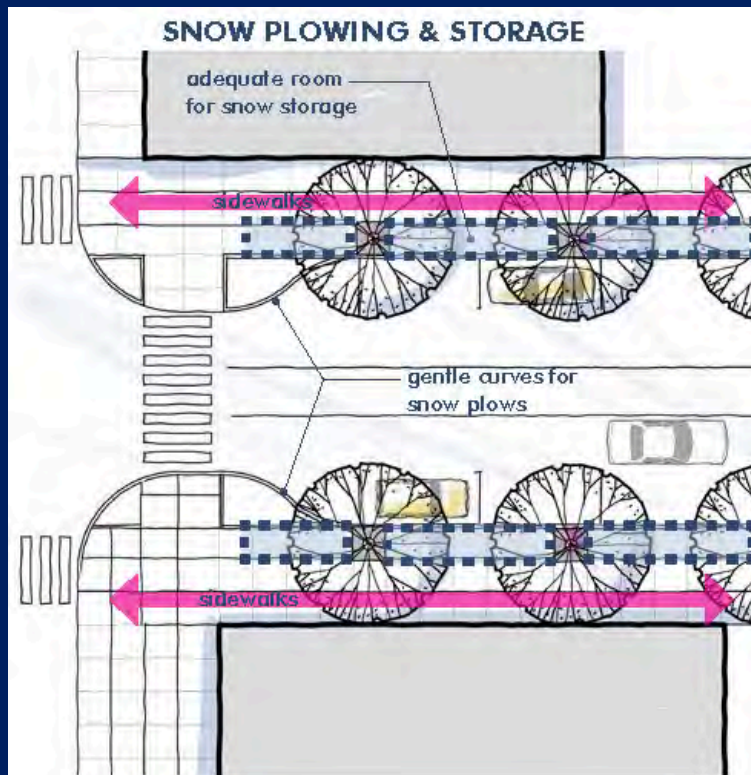 SNOW PLOWING & STORAGE
adequate room
for snow storage
sidewalks
gentle curves for
snow plows
sidewalks